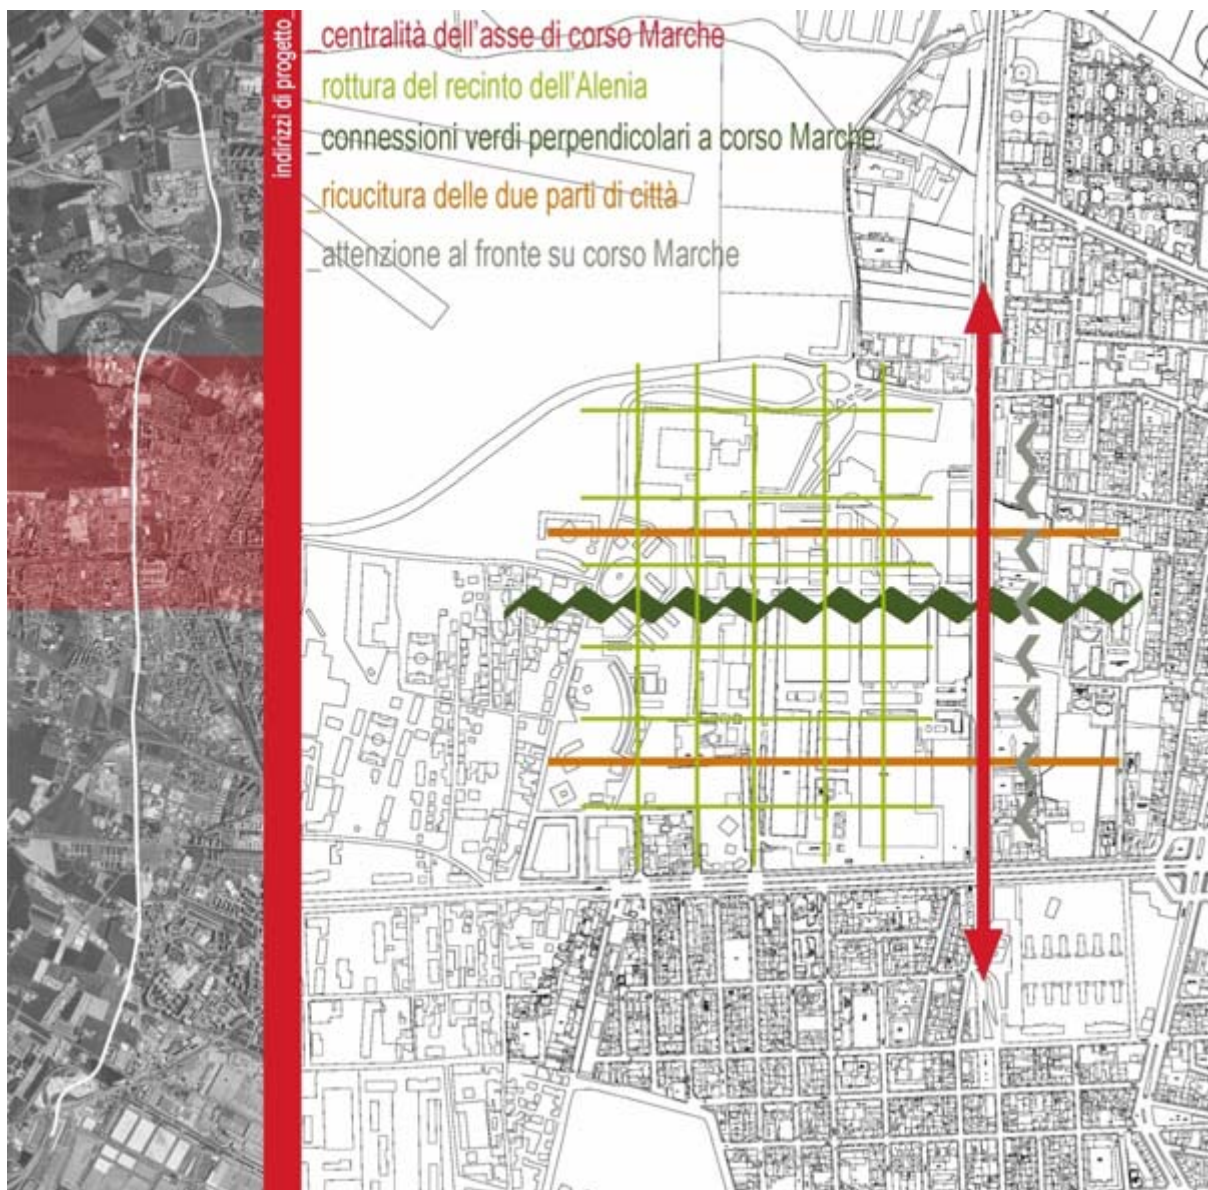 indirizzi di progetto_
_centralità dell'asse di corso Marche
_rottura del recinto dell'Alenia
_connessioni verdi perpendicolari a corso Marche
_ricucitura delle due parti di città
_attenzione al fronte su corso Marche